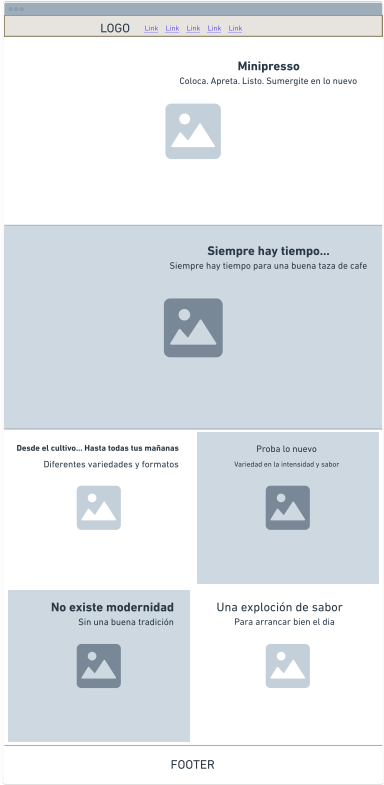 LOGO Link Link Link Link Link
Minipresso
Coloca. Apreta. Listo. Sumergite en lo nuevo
Siempre hay tiempo...
Siempre hay tiempo para una buena taza de cafe
Desde el cultivo... Hasta todas tus mañanas
Diferentes variedades y formatos
Proba lo nuevo
Variedad en la intensidad y sabor
No existe modernidad
Sin una buena tradición
Una exploción de sabor
Para arrancar bien el dia
FOOTER